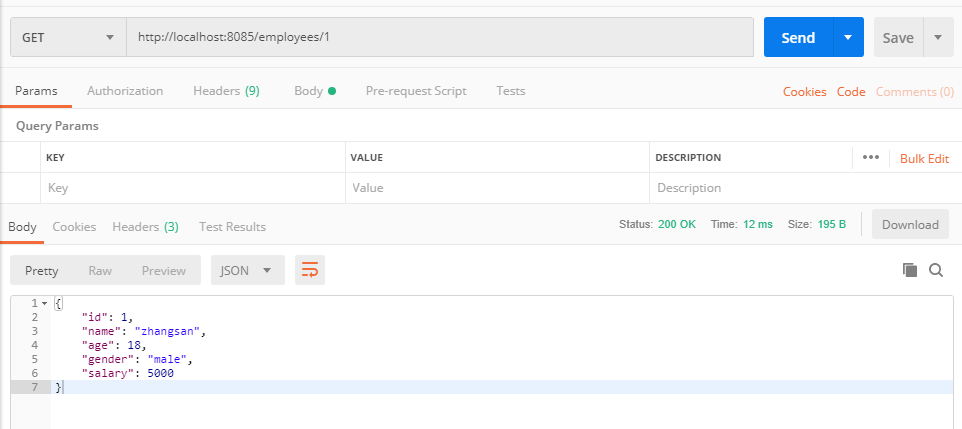 GET http://localhost:8085/employees/1 Send Save
Params Authorization Headers (9) Body Pre-request Script Tests Cookies Code Comments (0)
Query Params
KEY VALUE DESCRIPTION ••• Bulk Edit
Key Value Description
Body Cookies Headers (3) Test Results Status: 200 OK Time: 12 ms Size: 195 B Download
Pretty Raw Preview JSON
1 {
2 "id": 1,
3 "name": "zhangsan",
4 "age": 18,
5 "gender": "male",
6 "salary": 5000
7 }